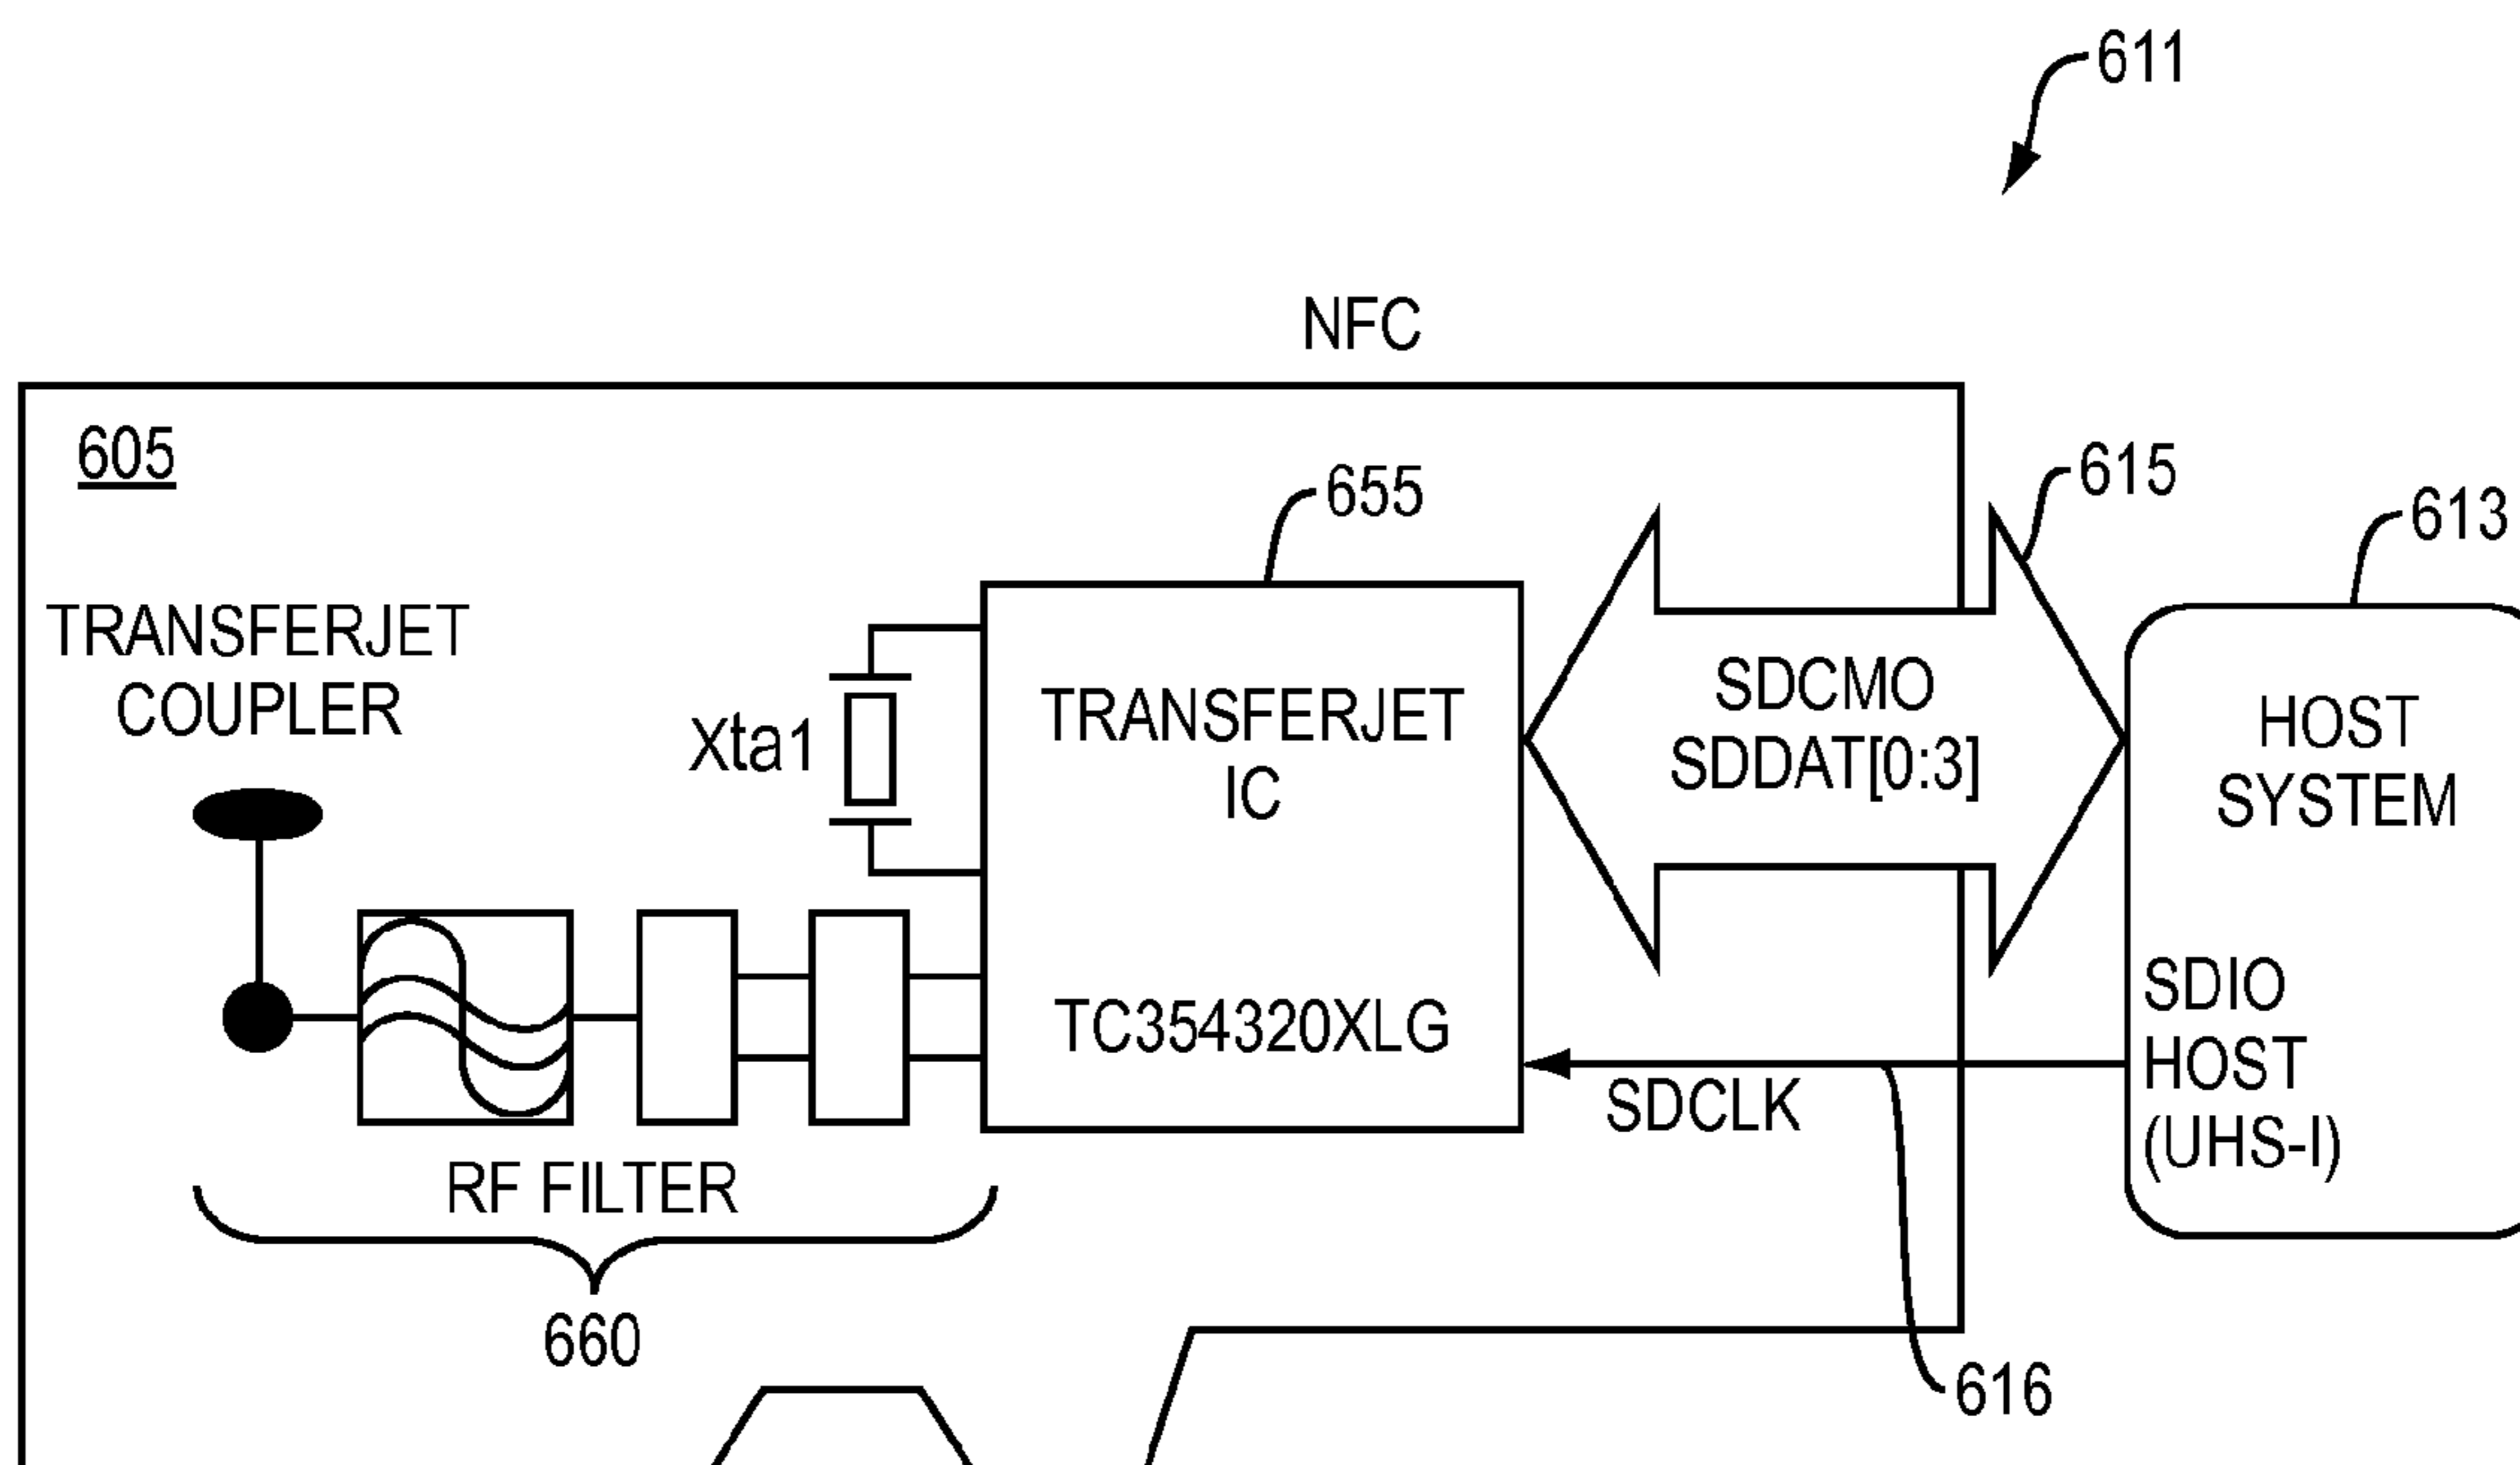 611
NFC
605
655
615
613
TRANSFERJET
COUPLER
Xta1
TRANSFERJET
IC
TC354320XLG
SDCMO
SDDAT[0:3]
SDCLK
HOST
SYSTEM
SDIO
HOST
(UHS-I)
RF FILTER
660
616